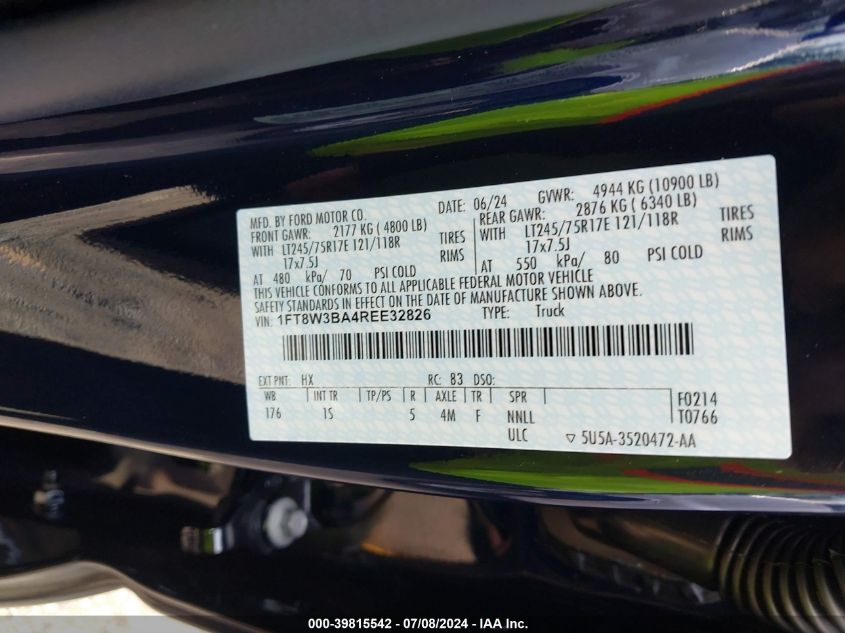 MFD. BY FORD MOTOR CO. DATE: 06/24 GVWR: 4944 KG (10900 LB)
FRONT GAWR: 2177 KG ( 4800 LB) REAR GAWR: 2876 KG ( 6340 LB)
WITH LT245/75R17E 121/118R TIRES WITH LT245/75R17E 121/118R TIRES
17x7.5J RIMS 17x7.5J RIMS
AT 480 kPa/ 70 PSI COLD AT 550 kPa/ 80 PSI COLD
THIS VEHICLE CONFORMS TO ALL APPLICABLE FEDERAL MOTOR VEHICLE
SAFETY STANDARDS IN EFFECT ON THE DATE OF MANUFACTURE SHOWN ABOVE.
VIN: 1FT8W3BA4REE32826 TYPE: Truck
EXT PNT: HX RC: 83 DSO:
WB INT TR TP/PS R AXLE TR SPR F0214
176 1S 5 4M F NNLL T0766
ULC ▽ 5U5A-3520472-AA
000-39815542 - 07/08/2024 - IAA Inc.